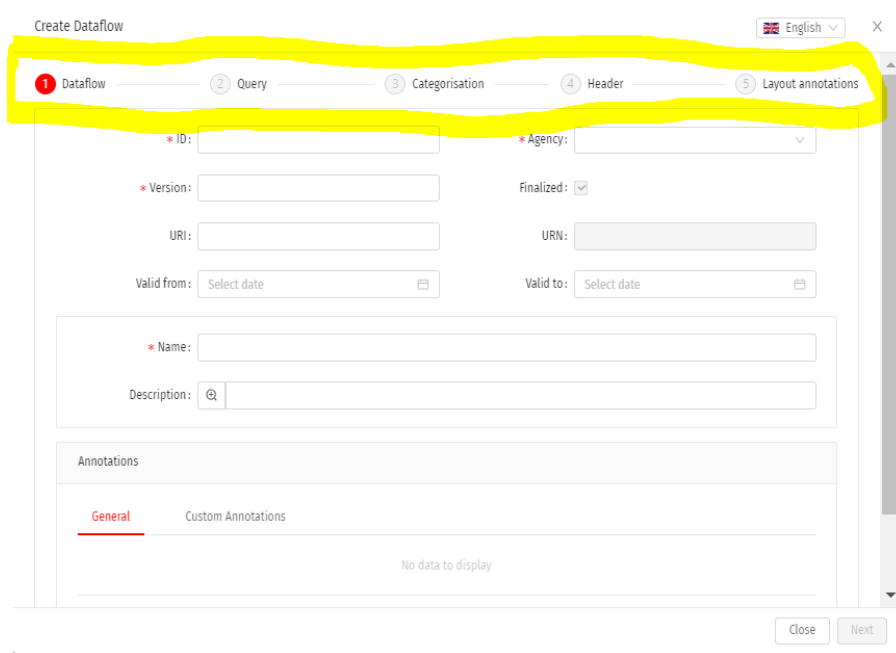 Create Dataflow English
1 Dataflow 2 Query 3 Categorisation 4 Header 5 Layout annotations
* ID: * Agency:
* Version: Finalized:
URI: URN:
Valid from: Select date Valid to: Select date
* Name:
Description:
Annotations
General Custom Annotations
No data to display
Close Next